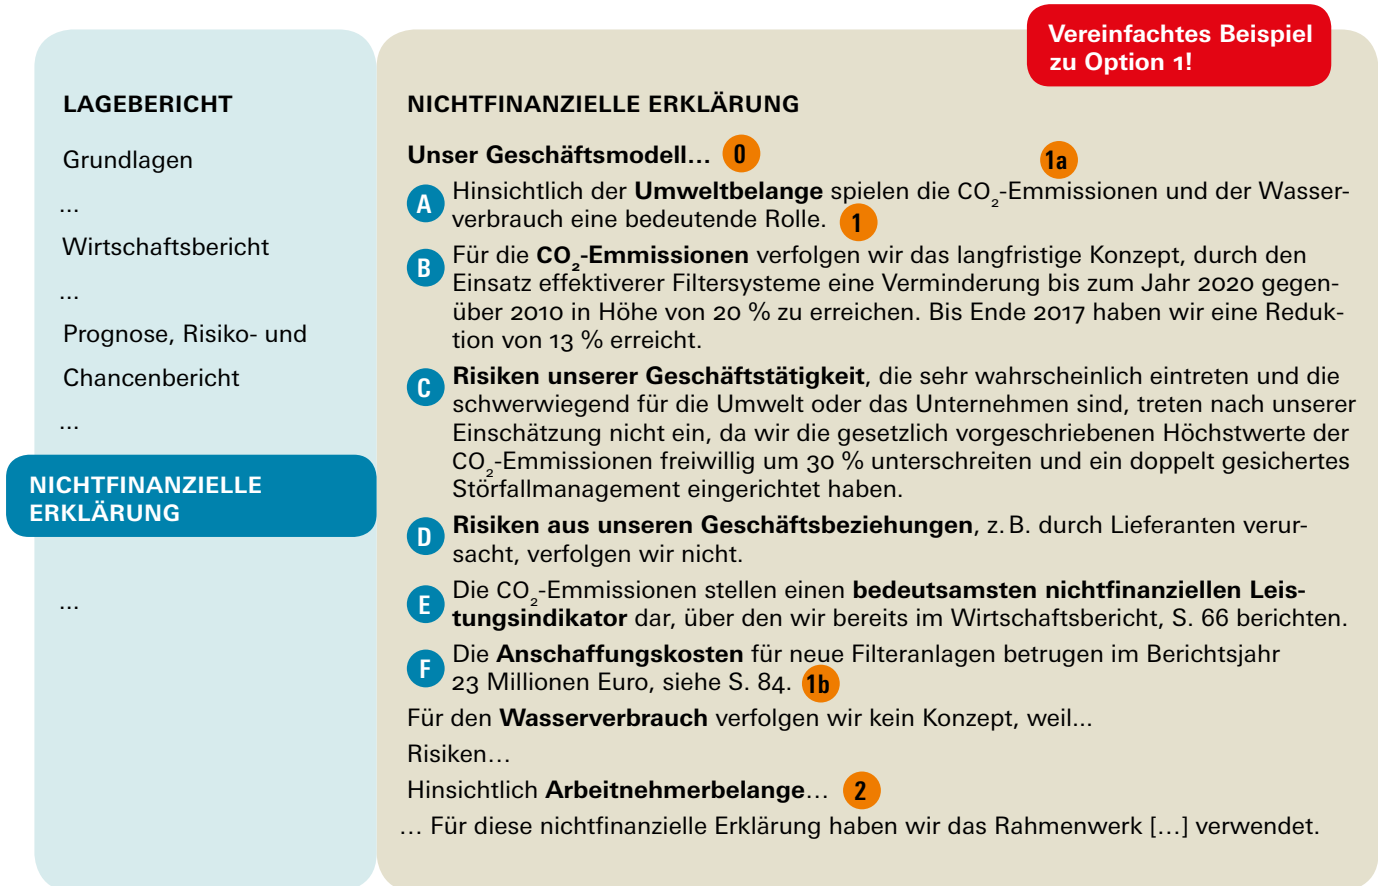 Vereinfachtes Beispiel
zu Option 1!
LAGEBERICHT
Grundlagen
...
Wirtschaftsbericht
...
Prognose, Risiko- und
Chancenbericht
...
NICHTFINANZIELLE
ERKLÄRUNG
...
NICHTFINANZIELLE ERKLÄRUNG
Unser Geschäftsmodell… 0
1a
A Hinsichtlich der Umweltbelange spielen die CO₂-Emmissionen und der Wasser-
verbrauch eine bedeutende Rolle. 1
B Für die CO₂-Emmissionen verfolgen wir das langfristige Konzept, durch den
Einsatz effektiverer Filtersysteme eine Verminderung bis zum Jahr 2020 gegen-
über 2010 in Höhe von 20 % zu erreichen. Bis Ende 2017 haben wir eine Reduk-
tion von 13 % erreicht.
C Risiken unserer Geschäftstätigkeit, die sehr wahrscheinlich eintreten und die
schwerwiegend für die Umwelt oder das Unternehmen sind, treten nach unserer
Einschätzung nicht ein, da wir die gesetzlich vorgeschriebenen Höchstwerte der
CO₂-Emmissionen freiwillig um 30 % unterschreiten und ein doppelt gesichertes
Störfallmanagement eingerichtet haben.
D Risiken aus unseren Geschäftsbeziehungen, z. B. durch Lieferanten verur-
sacht, verfolgen wir nicht.
E Die CO₂-Emmissionen stellen einen bedeutsamsten nichtfinanziellen Leis-
tungsindikator dar, über den wir bereits im Wirtschaftsbericht, S. 66 berichten.
F Die Anschaffungskosten für neue Filteranlagen betrugen im Berichtsjahr
23 Millionen Euro, siehe S. 84. 1b
Für den Wasserverbrauch verfolgen wir kein Konzept, weil...
Risiken…
Hinsichtlich Arbeitnehmerbelange… 2
… Für diese nichtfinanzielle Erklärung haben wir das Rahmenwerk […] verwendet.